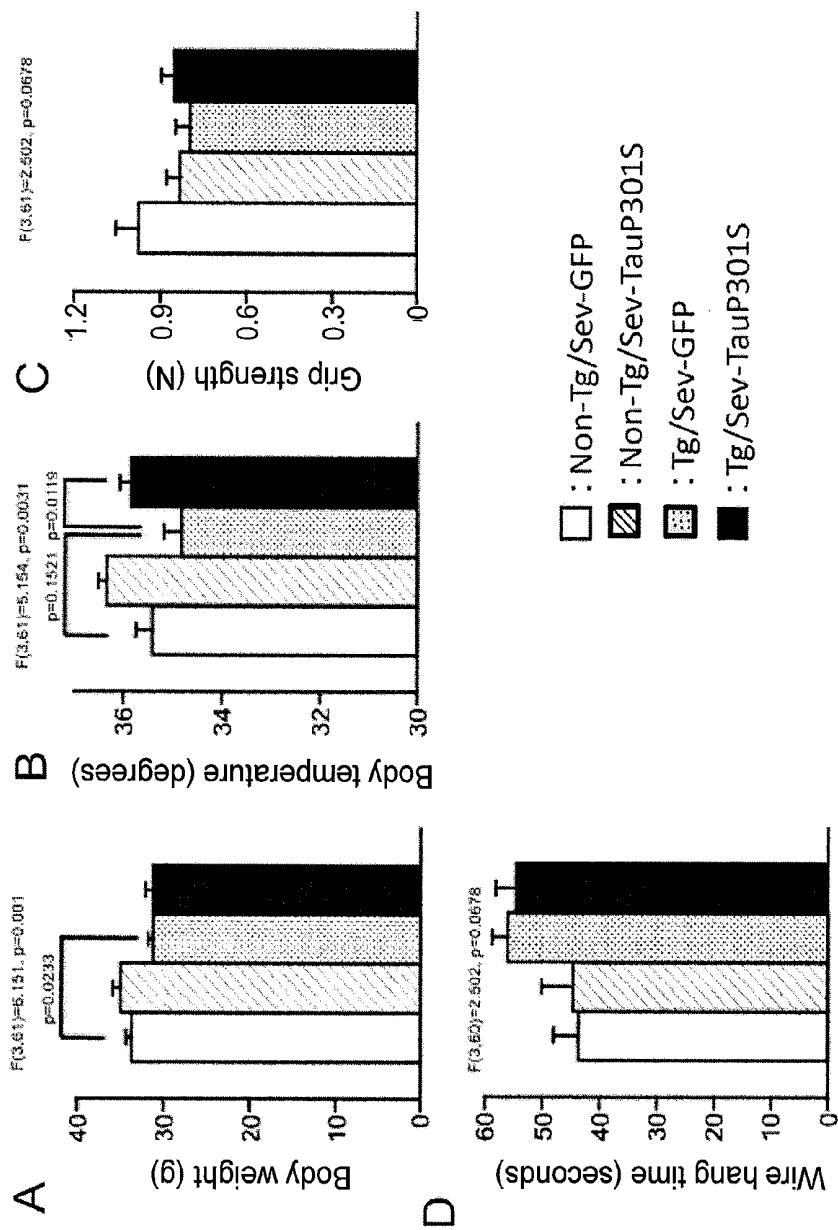 A
F(3,61)=6.151, p=0.001
p=0.0233
Body weight (g)
40
30
20
10
0
B
F(3,61)=5.154, p=0.0031
p=0.1521
p=0.0119
Body temperature (degrees)
36
34
32
30
C
F(3,61)=2.502, p=0.0678
Grip strength (N)
1.2
0.9
0.6
0.3
0
D
F(3,60)=2.502, p=0.0678
Wire hang time (seconds)
60
50
40
30
20
10
0
: Non-Tg/Sev-GFP
: Non-Tg/Sev-TauP301S
: Tg/Sev-GFP
: Tg/Sev-TauP301S